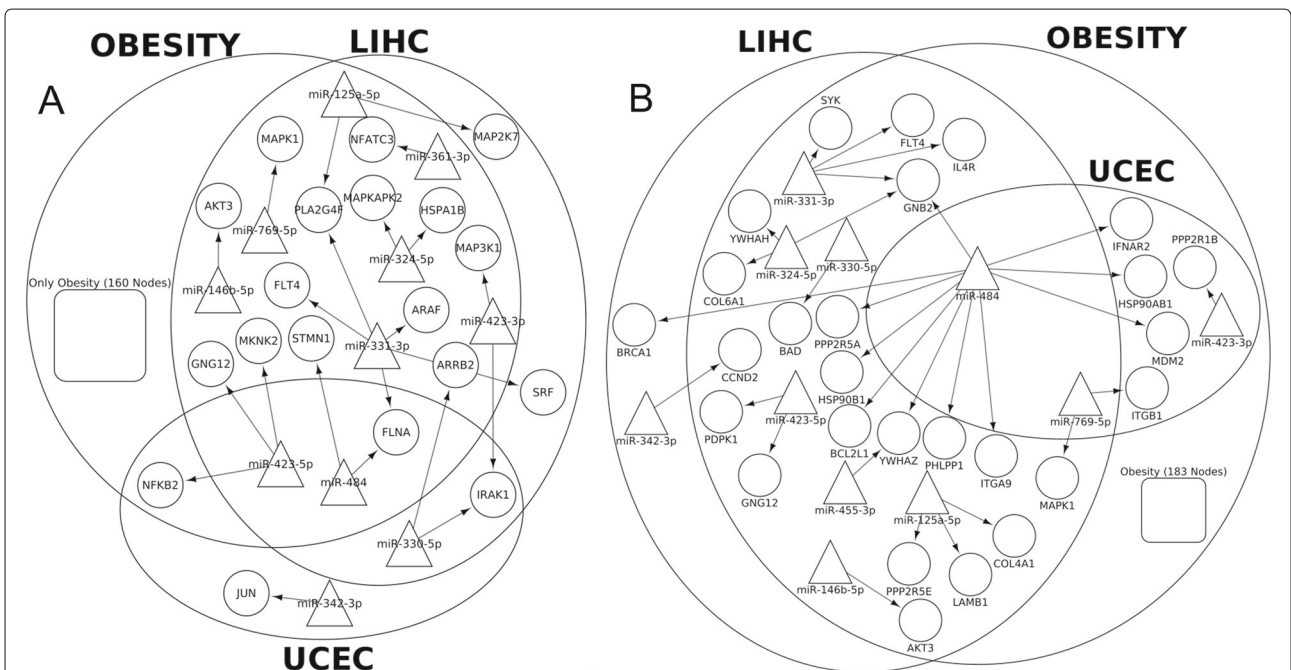 OBESITY
LIHC
A
miR-125a-5p
MAPK1
NFATC3
MAP2K7
miR-361-3p
AKT3
PLA2G4F
MAPKAPK2
HSPA1B
miR-769-5p
MAP3K1
miR-324-5p
Only Obesity (160 Nodes)
miR-146b-5p
FLT4
ARAF
miR-423-3p
MKNK2
STMN1
miR-331-3p
GNG12
ARRB2
SRF
FLNA
miR-423-5p
NFKB2
miR-484
IRAK1
miR-330-5p
JUN
miR-342-3p
UCEC
LIHC
OBESITY
B
SYK
FLT4
IL4R
UCEC
miR-331-3p
GNB2
YWHAH
IFNAR2
PPP2R1B
miR-324-5p
miR-330-5p
COL6A1
HSP90AB1
miR-484
BRCA1
BAD
PPP2R5A
miR-423-3p
MDM2
CCND2
HSP90B1
ITGB1
PDPK1
miR-423-5p
miR-769-5p
miR-342-3p
BCL2L1
YWHAZ
PHLPP1
ITGA9
Obesity (183 Nodes)
GNG12
MAPK1
miR-455-3p
miR-125a-5p
COL4A1
miR-146b-5p
PPP2R5E
LAMB1
AKT3